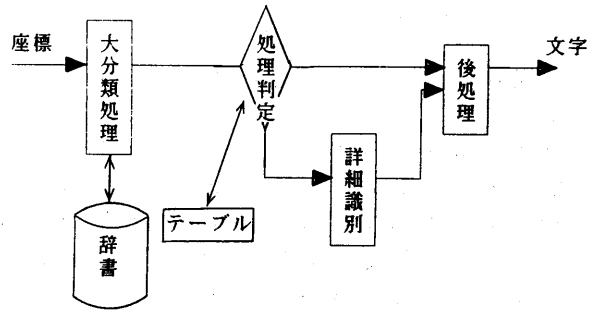 座標
大分類処理
処理判定
後処理
文字
詳細識別
テーブル
辞書